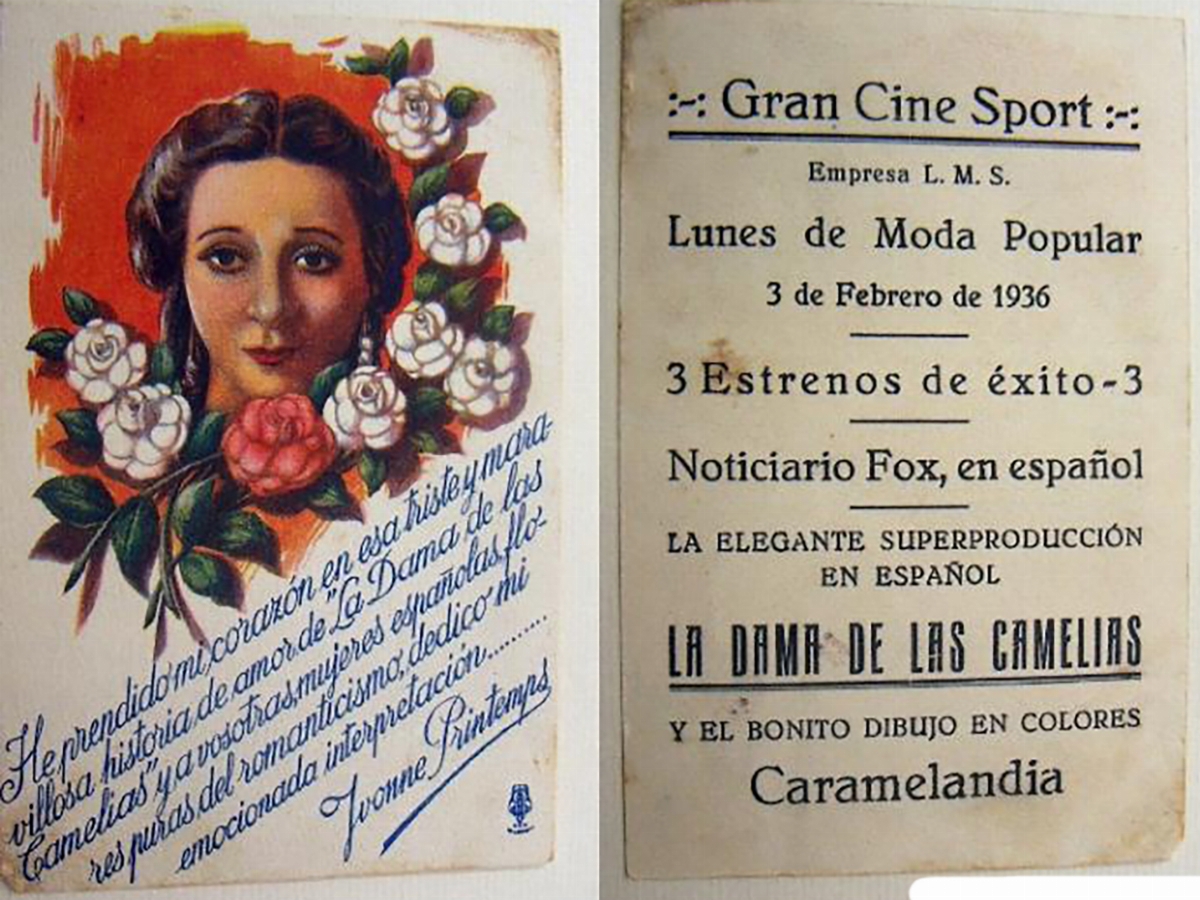 He prendido mi corazón en esa triste y mara-
villosa historia de amor de "La Dama de las
Camelias" y a vosotras, mujeres españolas, flo-
res puras del romanticismo, dedico mi
emocionada interpretación..........
Yvonne Printemps
:-: Gran Cine Sport :-:
Empresa L. M. S.
Lunes de Moda Popular
3 de Febrero de 1936
3 Estrenos de éxito - 3
Noticiario Fox, en español
LA ELEGANTE SUPERPRODUCCIÓN
EN ESPAÑOL
LA DAMA DE LAS CAMELIAS
Y EL BONITO DIBUJO EN COLORES
Caramelandia